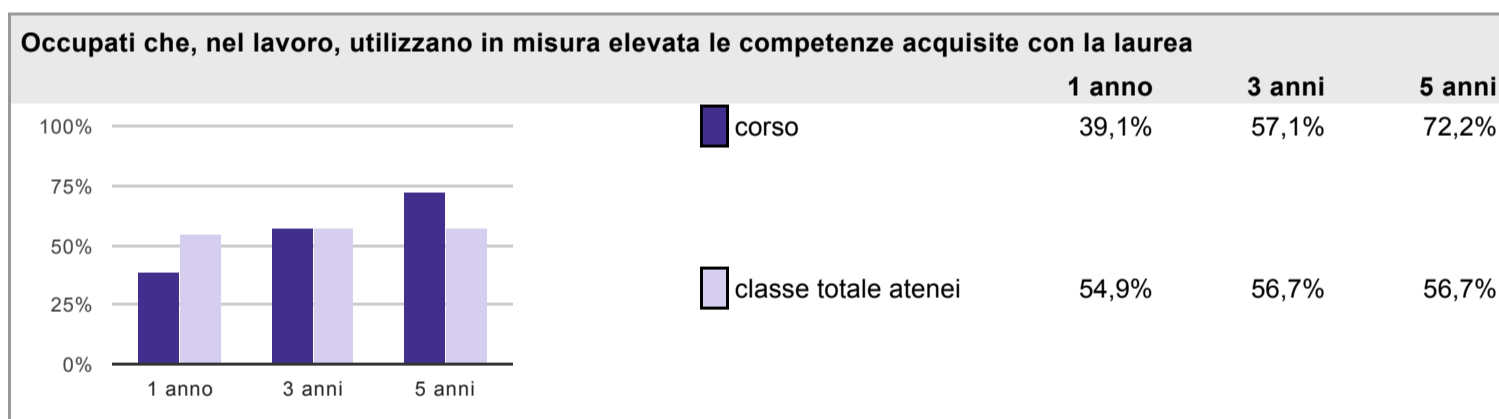 Occupati che, nel lavoro, utilizzano in misura elevata le competenze acquisite con la laurea
1 anno 3 anni 5 anni
corso 39,1% 57,1% 72,2%
classe totale atenei 54,9% 56,7% 56,7%
100%
75%
50%
25%
0%
1 anno 3 anni 5 anni